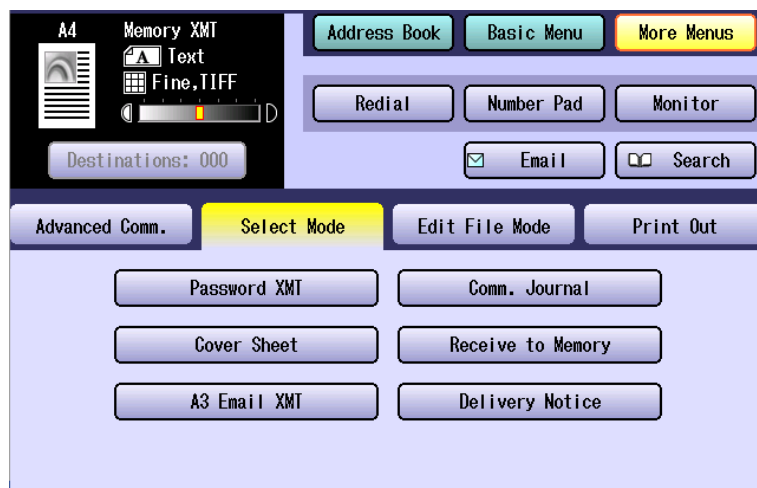 A4 Memory XMT
A Text
Fine,TIFF
Destinations: 000
Address Book Basic Menu More Menus
Redial Number Pad Monitor
Email Search
Advanced Comm. Select Mode Edit File Mode Print Out
Password XMT Comm. Journal
Cover Sheet Receive to Memory
A3 Email XMT Delivery Notice